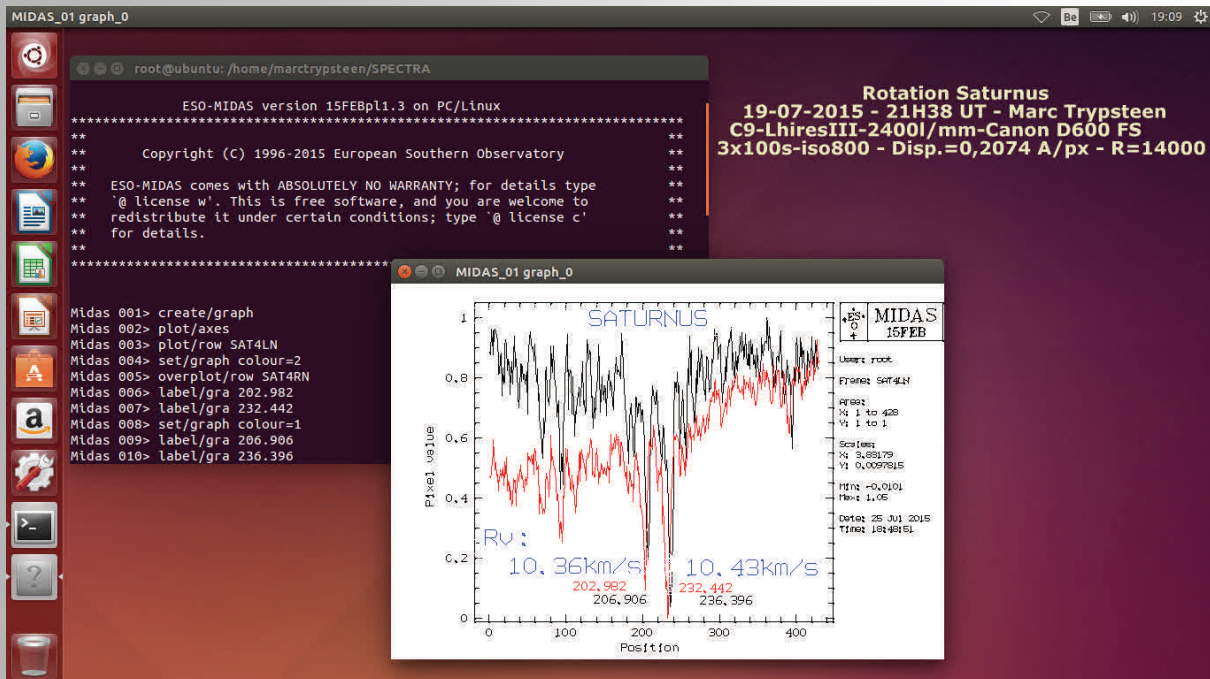 MIDAS_01 graph_0
Be
19:09
root@ubuntu: /home/marctrypsteen/SPECTRA
ESO-MIDAS version 15FEBpl1.3 on PC/Linux
*****************************************************************************
** **
** Copyright (C) 1996-2015 European Southern Observatory **
** **
** ESO-MIDAS comes with ABSOLUTELY NO WARRANTY; for details type **
** `@ license w'. This is free software, and you are welcome to **
** redistribute it under certain conditions; type `@ license c' **
** for details. **
** **
****************************************
Midas 001> create/graph
Midas 002> plot/axes
Midas 003> plot/row SAT4LN
Midas 004> set/graph colour=2
Midas 005> overplot/row SAT4RN
Midas 006> label/gra 202.982
Midas 007> label/gra 232.442
Midas 008> set/graph colour=1
Midas 009> label/gra 206.906
Midas 010> label/gra 236.396
Rotation Saturnus
19-07-2015 - 21H38 UT - Marc Trypsteen
C9-LhiresIII-2400l/mm-Canon D600 FS
3x100s-iso800 - Disp.=0,2074 A/px - R=14000
MIDAS_01 graph_0
SATURNUS
1
0.8
0.6
0.4
0.2
0
Pixel value
Rv:
10.36km/s 10.43km/s
202.982 232.442
206.906 236.396
0 100 200 300 400
Position
ES
O
MIDAS
15FEB
User: root
Frame: SAT4LN
Area:
X: 1 to 428
Y: 1 to 1
Scales:
X: 3.88179
Y: 0.0097815
Min: -0.0101
Max: 1.05
Date: 25 Jul 2015
Time: 18:48:51
a
>_
?